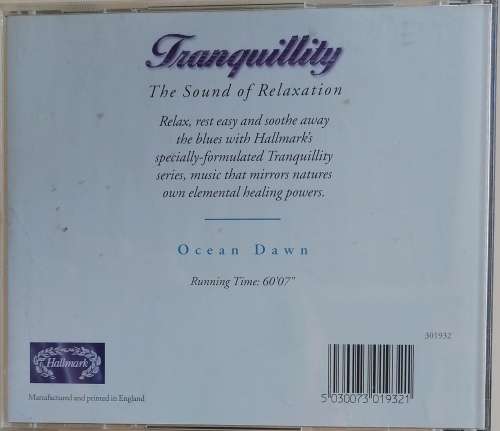 Tranquillity
The Sound of Relaxation
Relax, rest easy and soothe away
the blues with Hallmark's
specially-formulated Tranquillity
series, music that mirrors natures
own elemental healing powers.
Ocean Dawn
Running Time: 60'07"
301932
Hallmark
Manufactured and printed in England
5 030073 019321